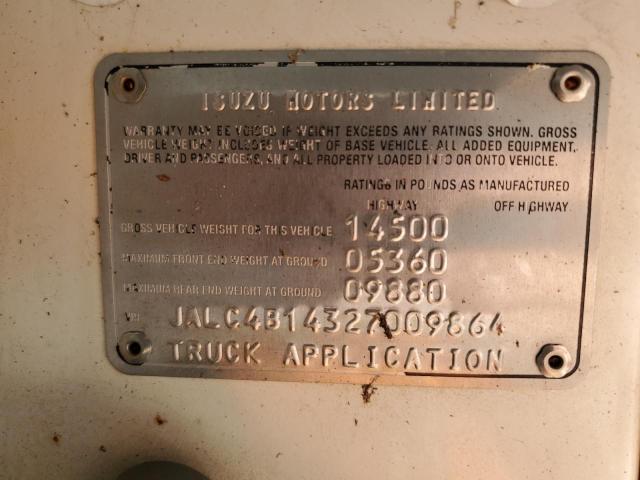 ISUZU MOTORS LIMITED
WARRANTY MAY BE VOIDED IF WEIGHT EXCEEDS ANY RATINGS SHOWN. GROSS
VEHICLE WEIGHT INCLUDES WEIGHT OF BASE VEHICLE, ALL ADDED EQUIPMENT,
DRIVER AND PASSENGERS, AND ALL PROPERTY LOADED INTO OR ONTO VEHICLE.
RATINGS IN POUNDS AS MANUFACTURED
HIGHWAY OFF HIGHWAY
GROSS VEHICLE WEIGHT FOR THIS VEHICLE 14500
MAXIMUM FRONT END WEIGHT AT GROUND 05360
MAXIMUM REAR END WEIGHT AT GROUND 09880
VIN JALC4B14327009864
TRUCK APPLICATION